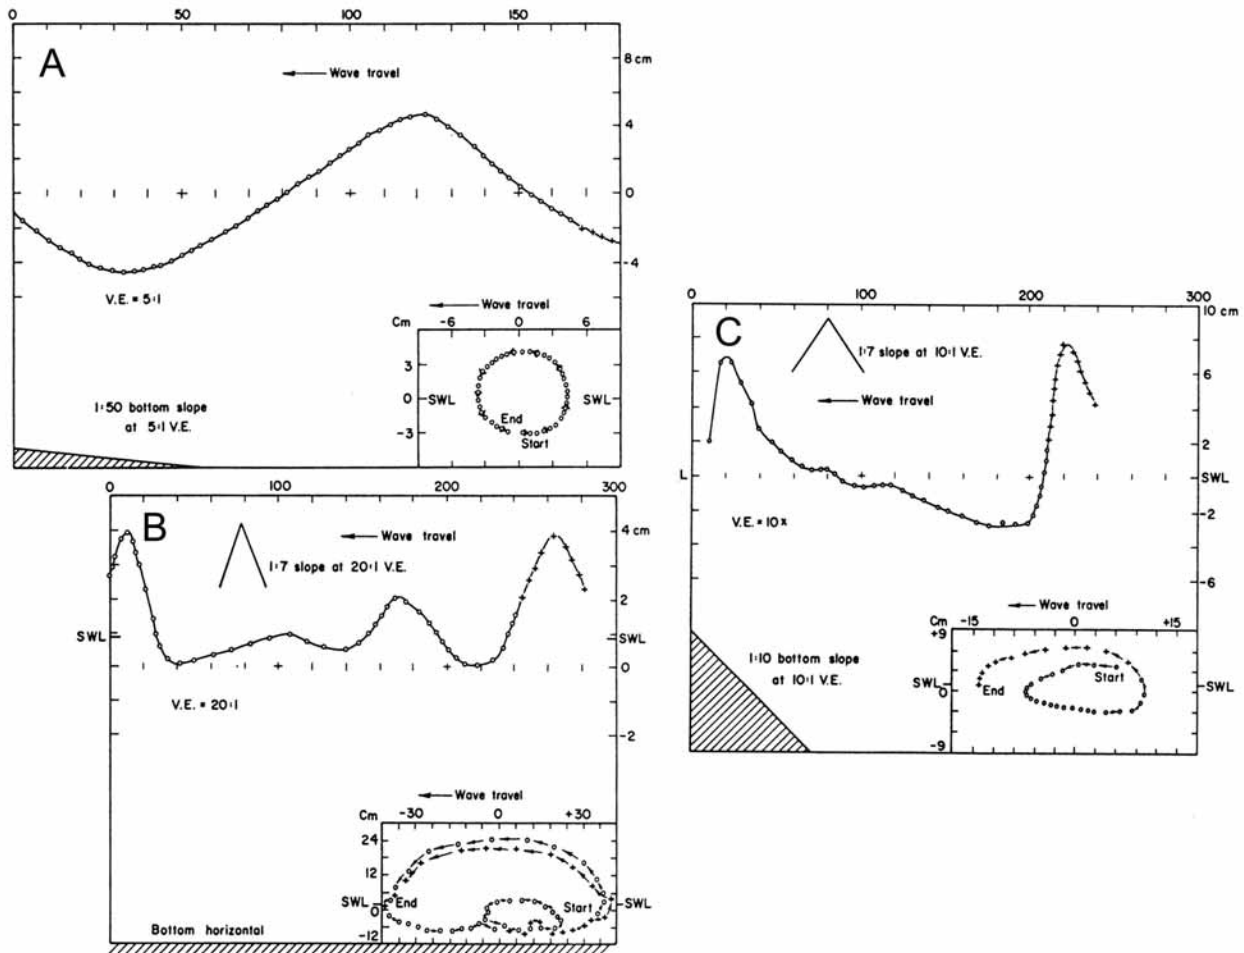 0 50 100 150
A
Wave travel
8 cm
4
0
-4
V.E. = 5:1
Wave travel
Cm -6 0 6
3
0
-3
SWL
SWL
End
Start
1:50 bottom slope
at 5:1 V.E.
0 100 200 300
B
Wave travel
1:7 slope at 20:1 V.E.
4 cm
2
SWL
SWL
0
-2
V.E. = 20:1
Wave travel
Cm -30 0 +30
24
12
SWL
0
-12
End
Start
SWL
Bottom horizontal
0 100 200 300
C
10 cm
1:7 slope at 10:1 V.E.
6
Wave travel
2
L
SWL
-2
-6
V.E. = 10x
Wave travel
Cm -15 0 +15
+9
SWL
0
-9
Start
End
SWL
1:10 bottom slope
at 10:1 V.E.